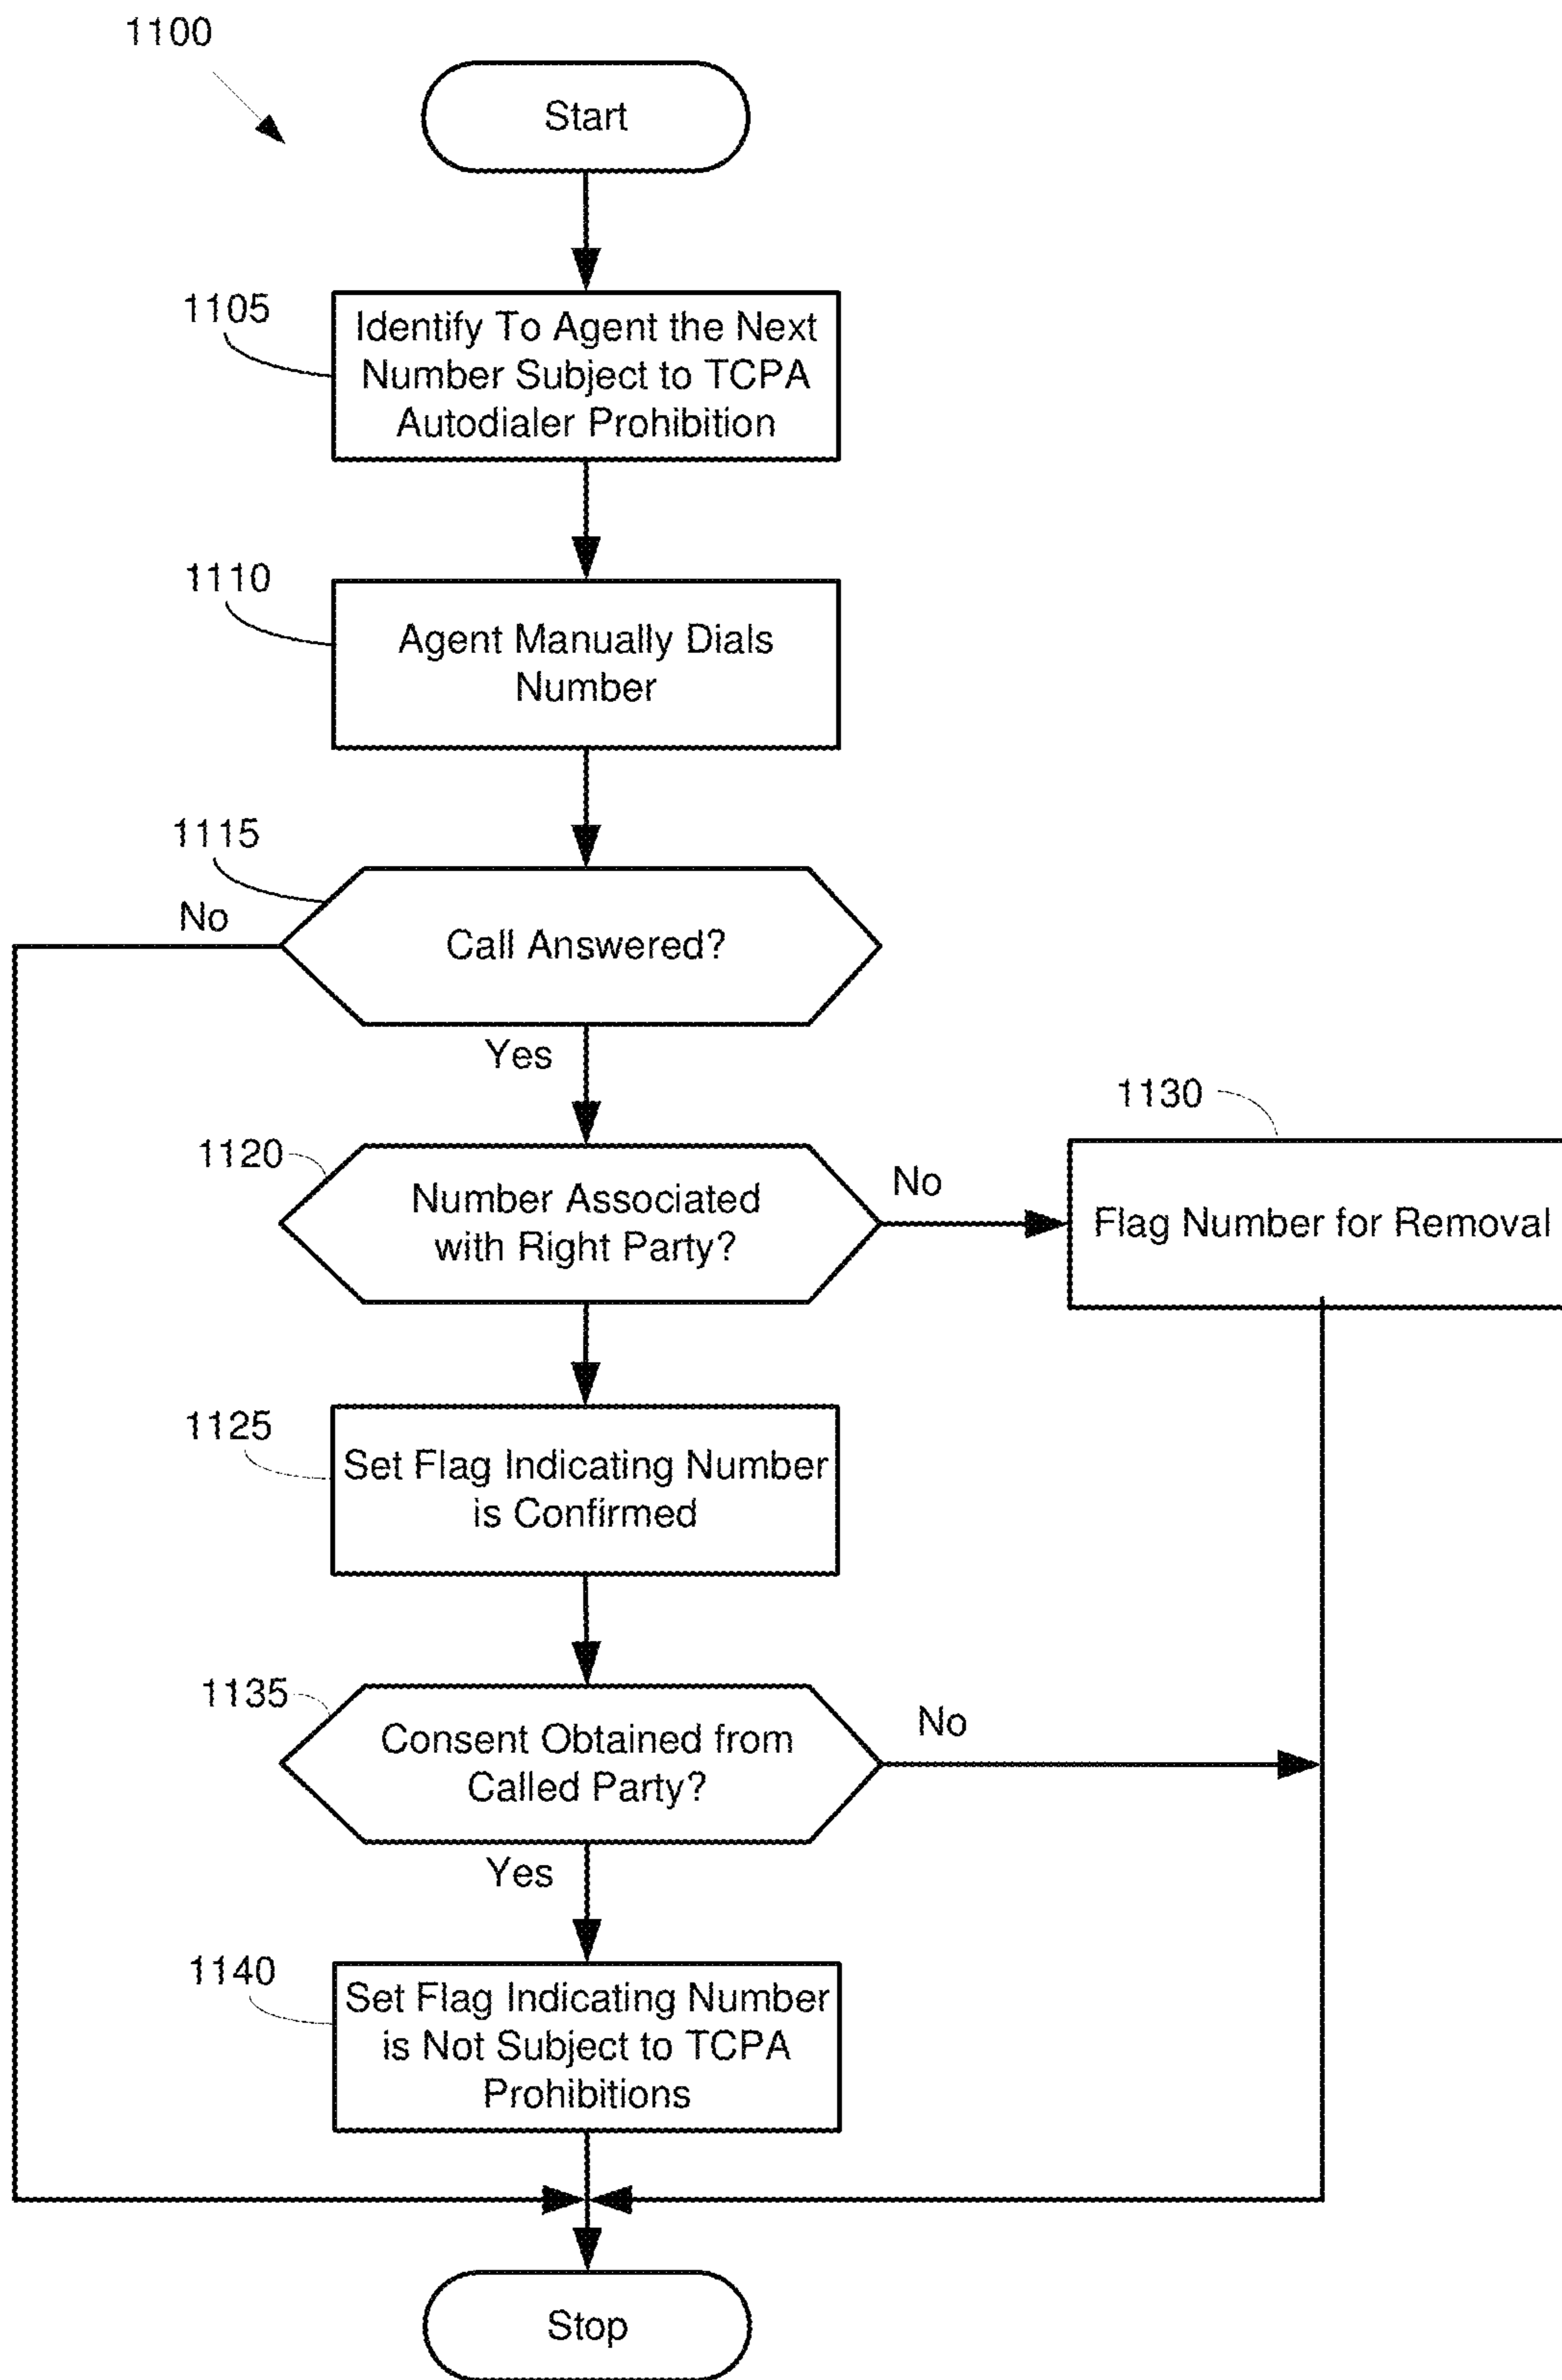 1100
Start
1105
Identify To Agent the Next
Number Subject to TCPA
Autodialer Prohibition
1110
Agent Manually Dials
Number
1115
No
Call Answered?
Yes
1130
1120
Number Associated
with Right Party?
No
Flag Number for Removal
1125
Set Flag Indicating Number
is Confirmed
1135
Consent Obtained from
Called Party?
No
Yes
1140
Set Flag Indicating Number
is Not Subject to TCPA
Prohibitions
Stop